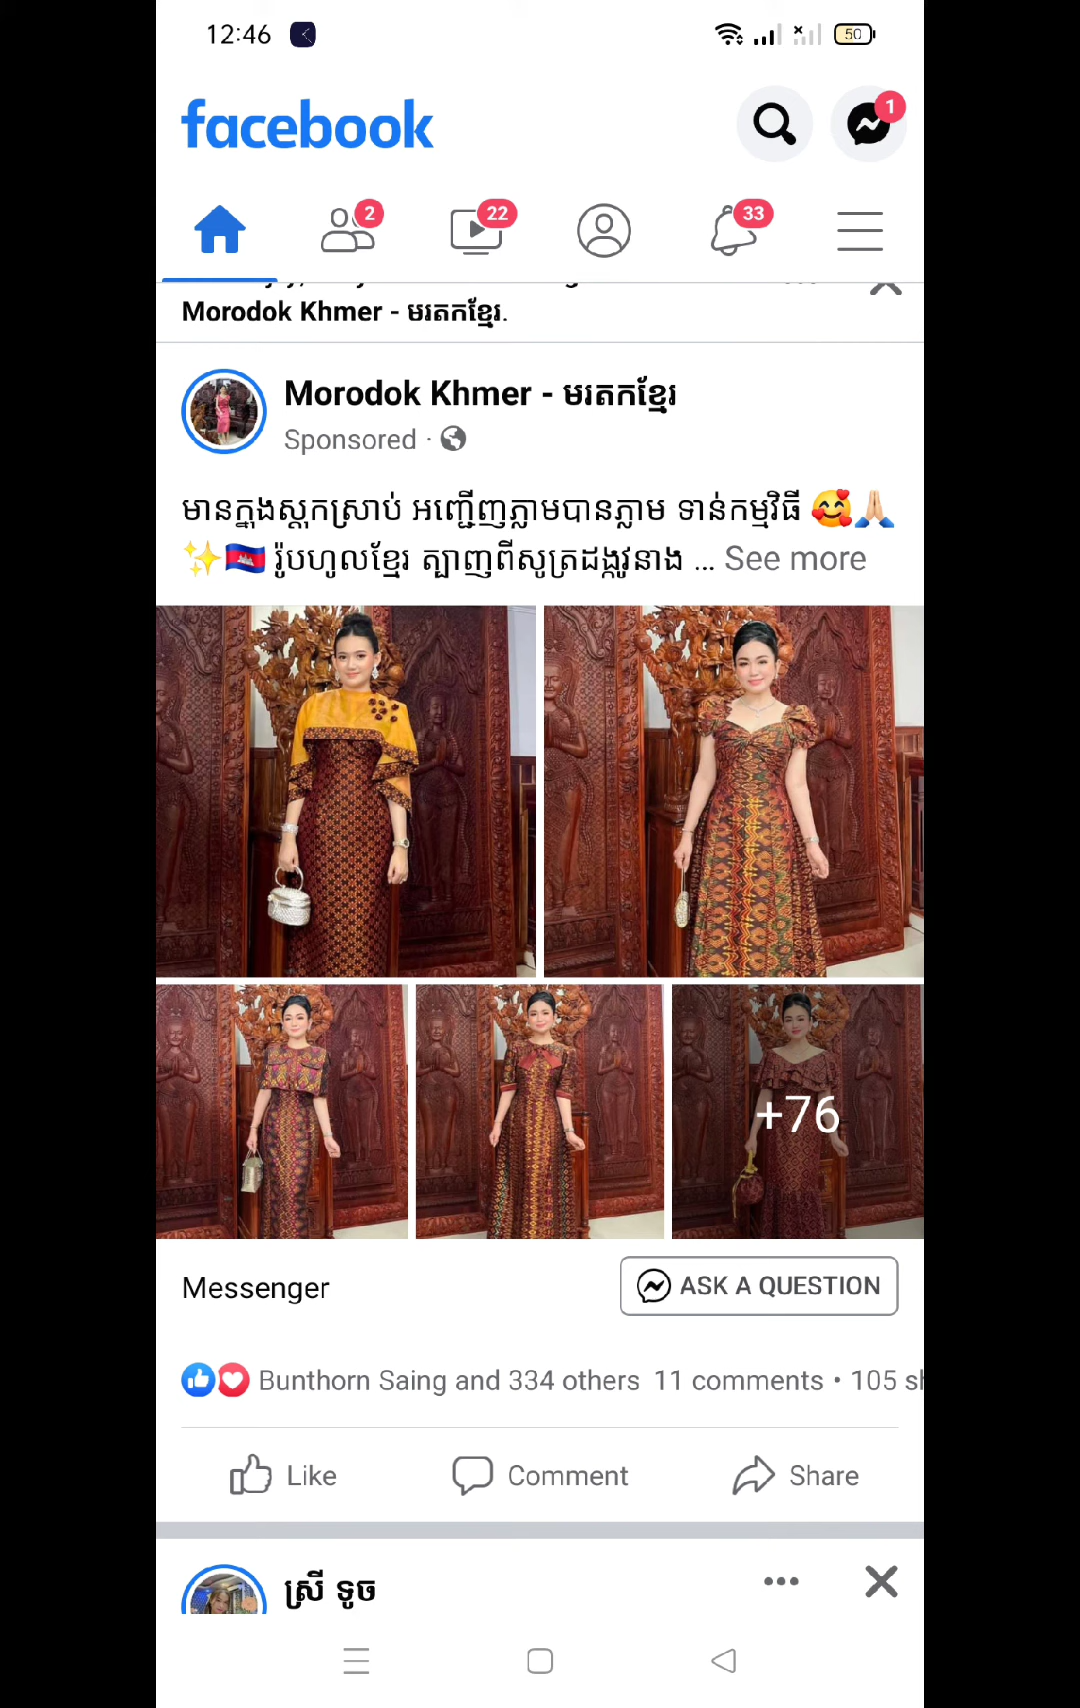 12:46
50
facebook
1
2
22
33
Morodok Khmer - មរតកខ្មែរ.
Morodok Khmer - មរតកខ្មែរ
Sponsored ·
មានក្នុងស្តុកស្រាប់ អញ្ជើញភ្លាមបានភ្លាម ទាន់កម្មវិធី 🥰🙏🏻
✨🇰🇭 រ៉ូបហូលខ្មែរ ត្បាញពីសូត្រដង្កូវនាង ... See more
+76
Messenger
ASK A QUESTION
Bunthorn Saing and 334 others 11 comments • 105
Like Comment Share
ស្រី ទូច